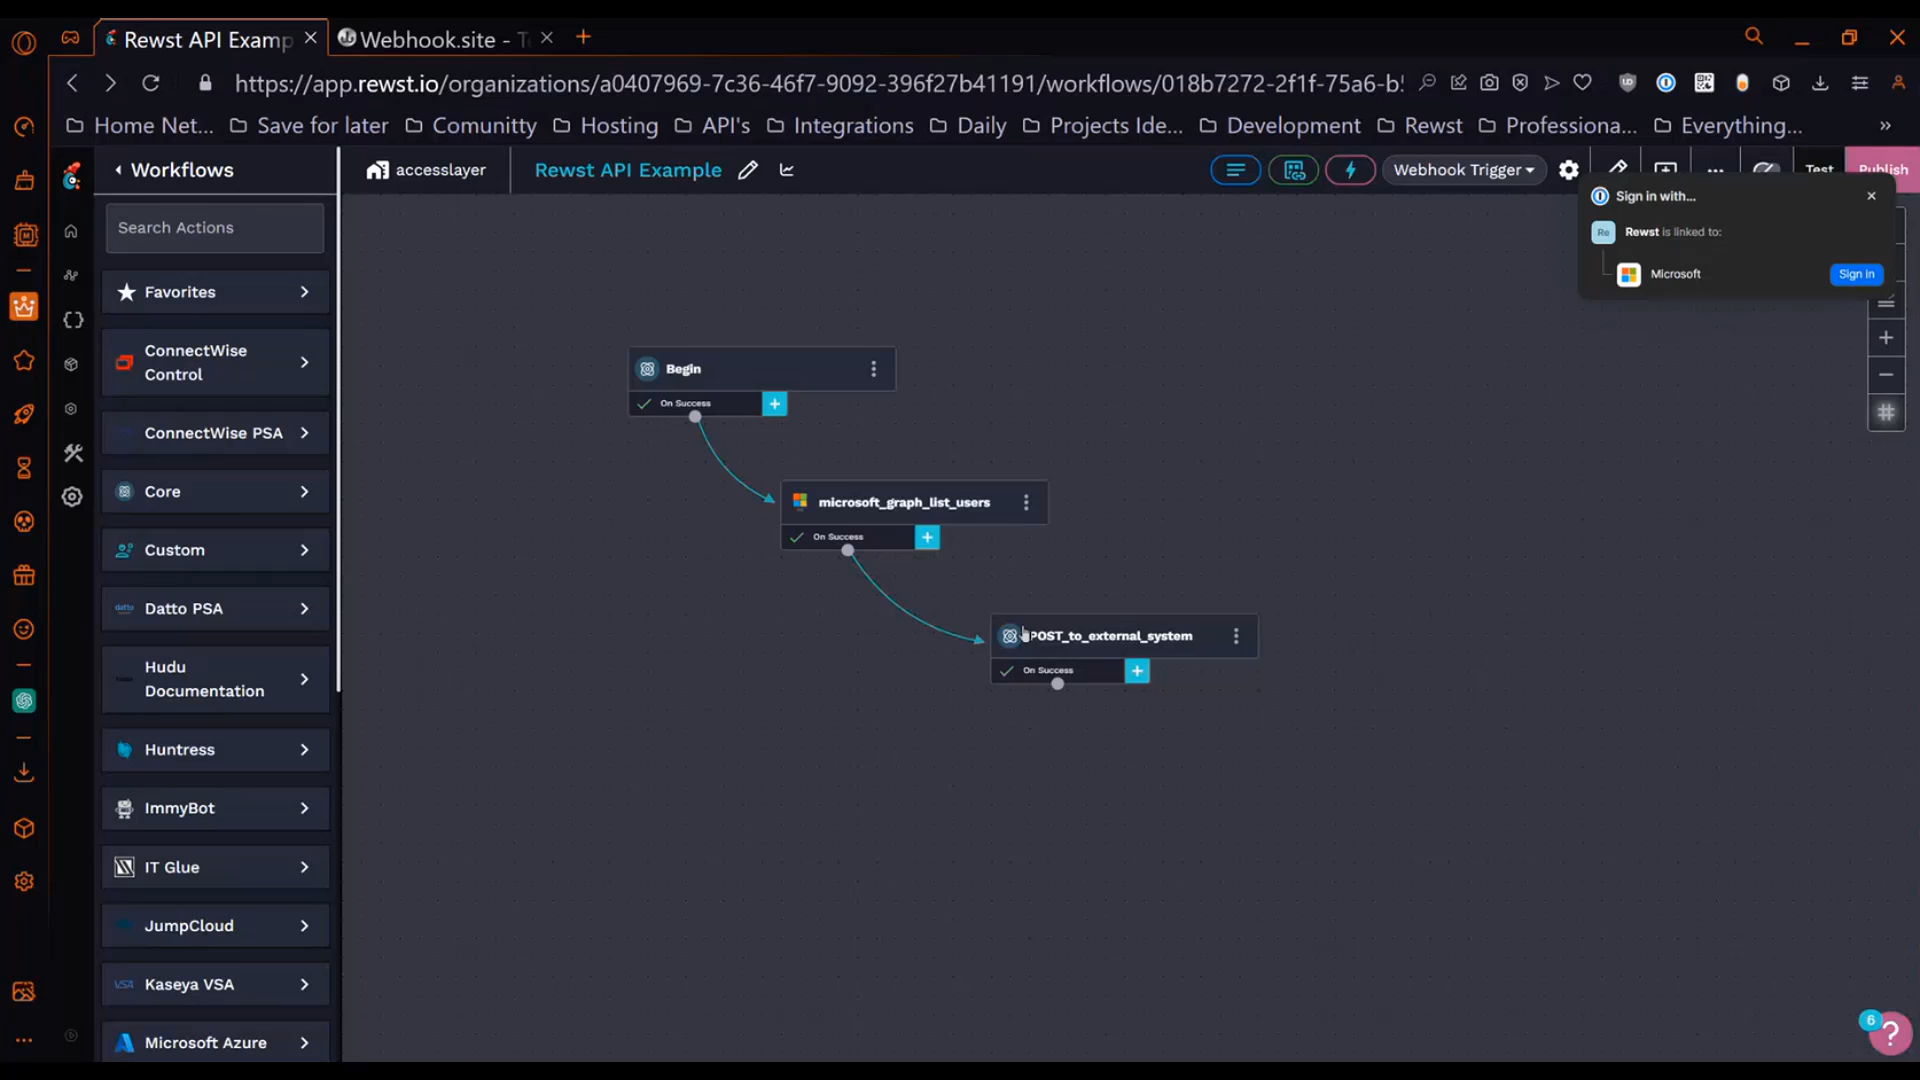 Rewst API Examp
Webhook.site - T
https://app.rewst.io/organizations/a0407969-7c36-46f7-9092-396f27b41191/workflows/018b7272-2f1f-75a6-b!
Home Net...
Save for later
Comunitty
Hosting
API's
Integrations
Daily
Projects Ide...
Development
Rewst
Professiona...
Everything...
Workflows
accesslayer
Rewst API Example
Webhook Trigger
Test
Publish
Sign in with...
Re
Rewst is linked to:
Microsoft
Sign in
Search Actions
Favorites
ConnectWise
Control
ConnectWise PSA
Core
Custom
datto
Datto PSA
Hudu
Documentation
Huntress
ImmyBot
IT Glue
JumpCloud
VSA
Kaseya VSA
Microsoft Azure
Begin
On Success
microsoft_graph_list_users
On Success
POST_to_external_system
On Success
6
?